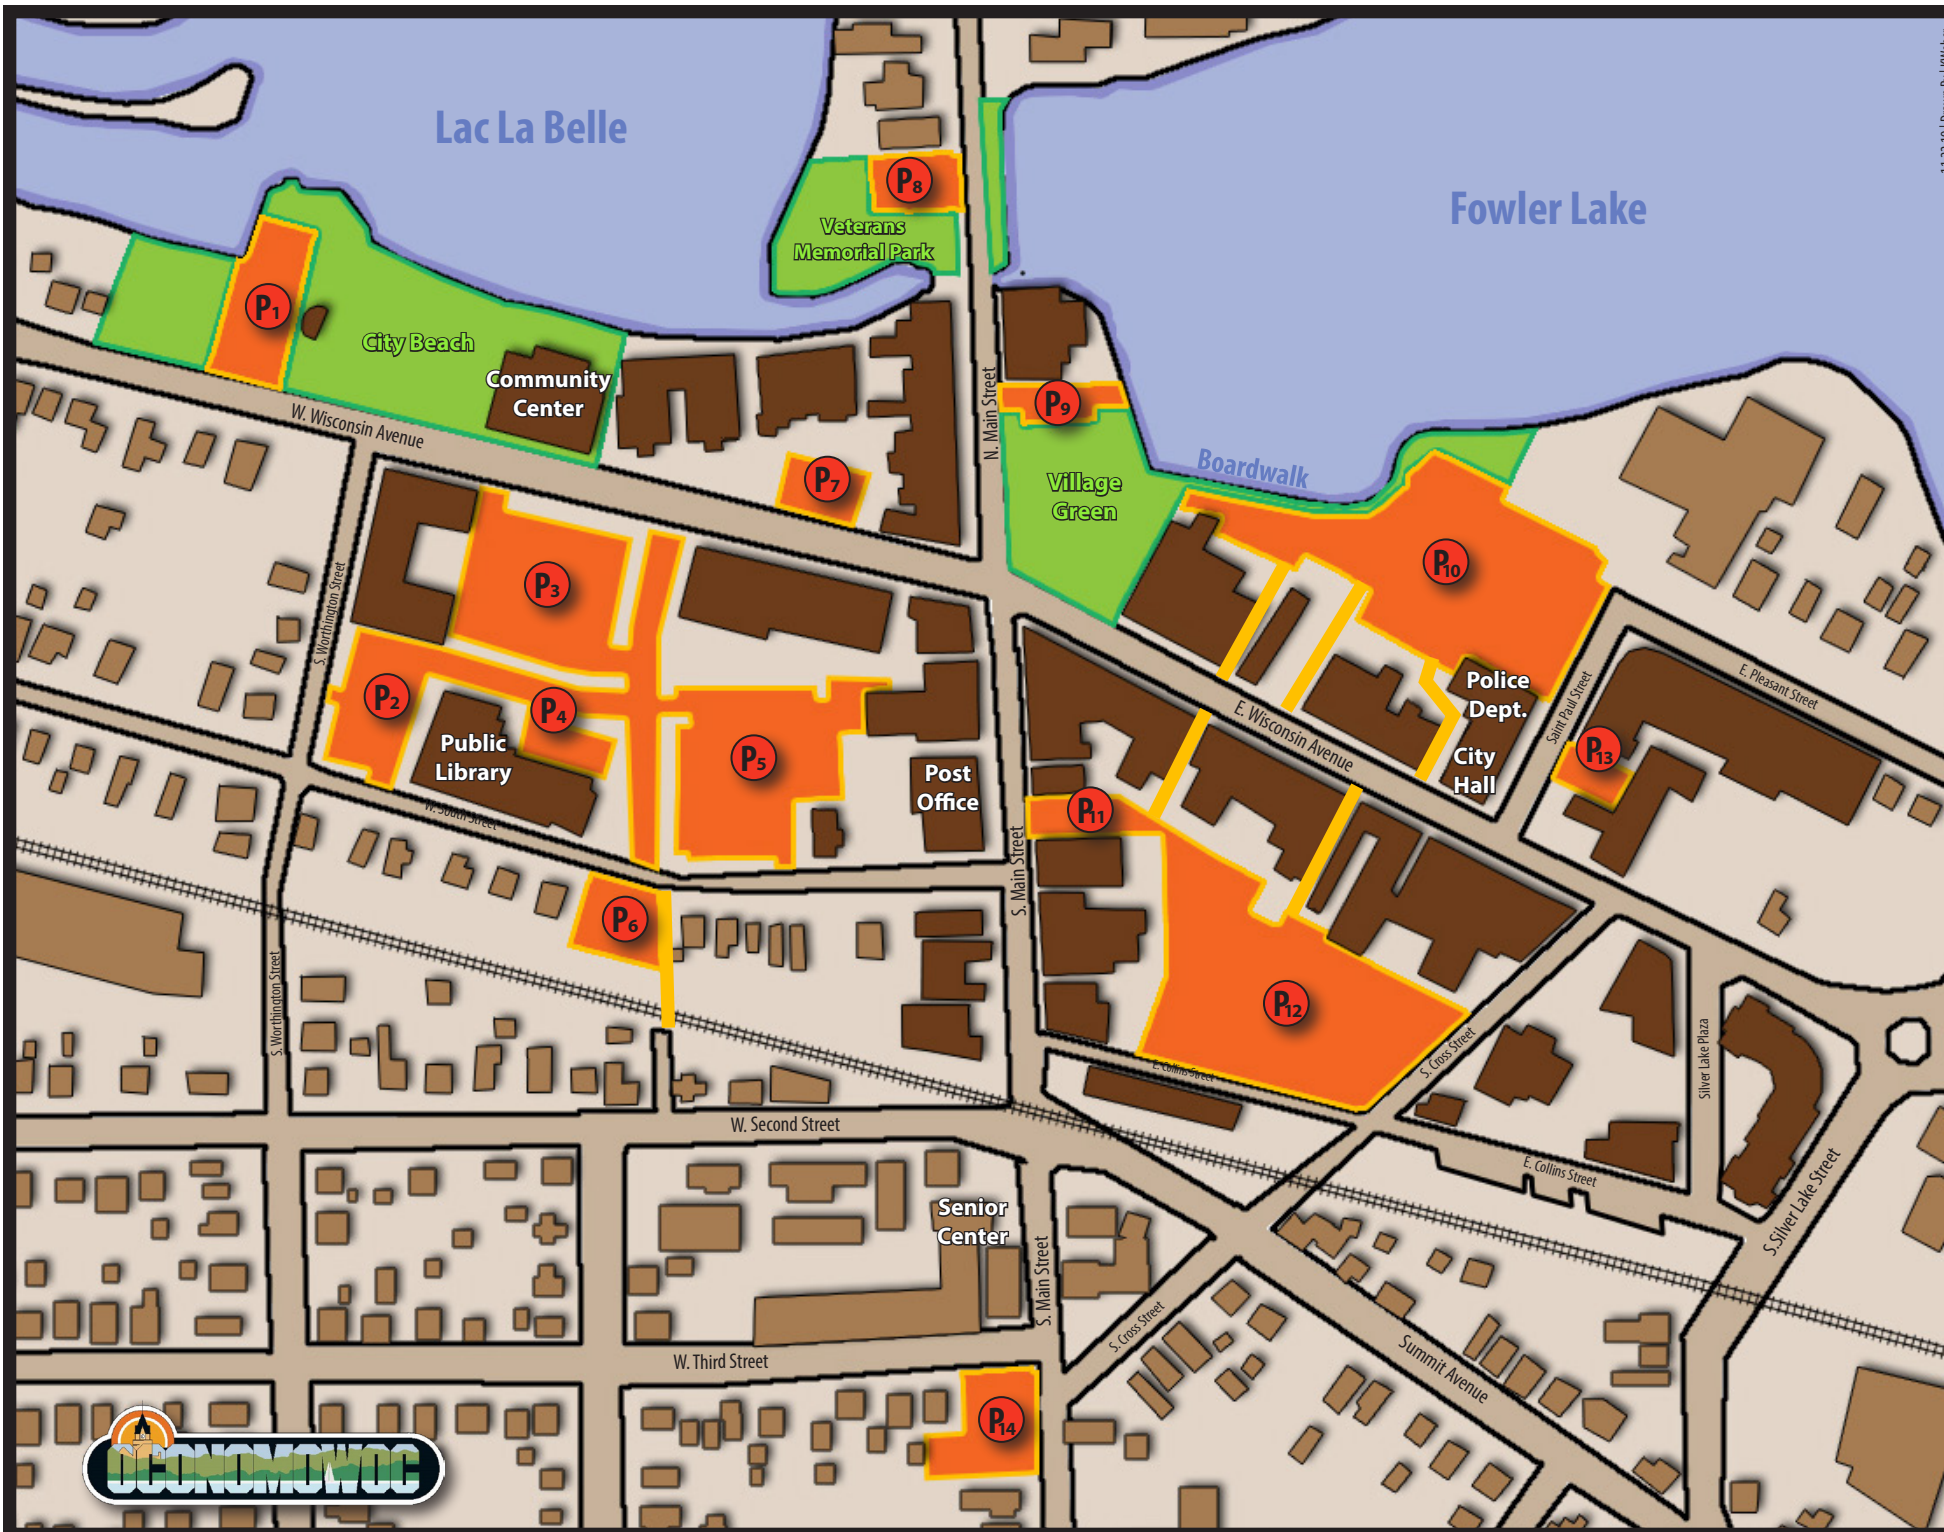 Lac La Belle
Fowler Lake
P8
Veterans
Memorial Park
P1
City Beach
Community
Center
W. Wisconsin Avenue
N. Main Street
P9
Village
Green
Boardwalk
P7
P10
P3
S. Worthington Street
P2
P4
Public
Library
P5
Post
Office
E. Wisconsin Avenue
Police
Dept.
City
Hall
Saint Paul Street
E. Pleasant Street
P13
P11
W. South Street
S. Main Street
P6
S. Worthington Street
P12
E. Collins Street
S. Cross Street
Silver Lake Plaza
W. Second Street
E. Collins Street
S.Silver Lake Street
Senior
Center
S. Main Street
S. Cross Street
W. Third Street
Summit Avenue
P14
OCONOMOWOC